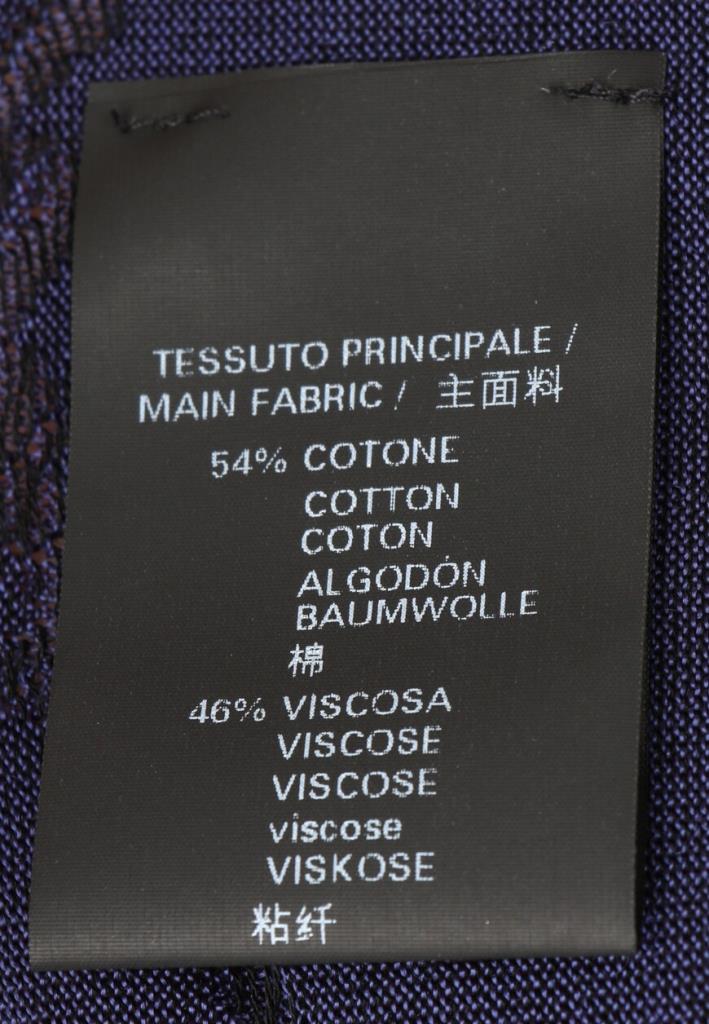 TESSUTO PRINCIPALE /
MAIN FABRIC / 主面料
54% COTONE
COTTON
COTON
ALGODÓN
BAUMWOLLE
棉
46% VISCOSA
VISCOSE
VISCOSE
viscose
VISKOSE
粘纤